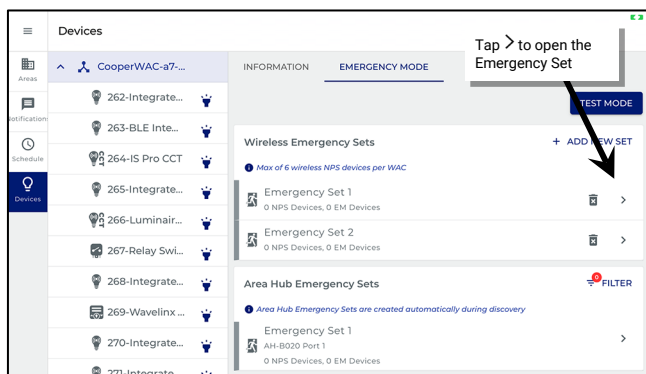 Devices
Tap > to open the
Emergency Set
Areas
Notifications
Schedule
Devices
CooperWAC-a7-...
262-Integrate...
263-BLE Inte...
264-IS Pro CCT
265-Integrate...
266-Luminair...
267-Relay Swi...
268-Integrate...
269-Wavelinx ...
270-Integrate...
271-Integrate...
INFORMATION
EMERGENCY MODE
TEST MODE
Wireless Emergency Sets
+ ADD NEW SET
Max of 6 wireless NPS devices per WAC
Emergency Set 1
0 NPS Devices, 0 EM Devices
Emergency Set 2
0 NPS Devices, 0 EM Devices
Area Hub Emergency Sets
0
FILTER
Area Hub Emergency Sets are created automatically during discovery
Emergency Set 1
AH-B020 Port 1
0 NPS Devices, 0 EM Devices